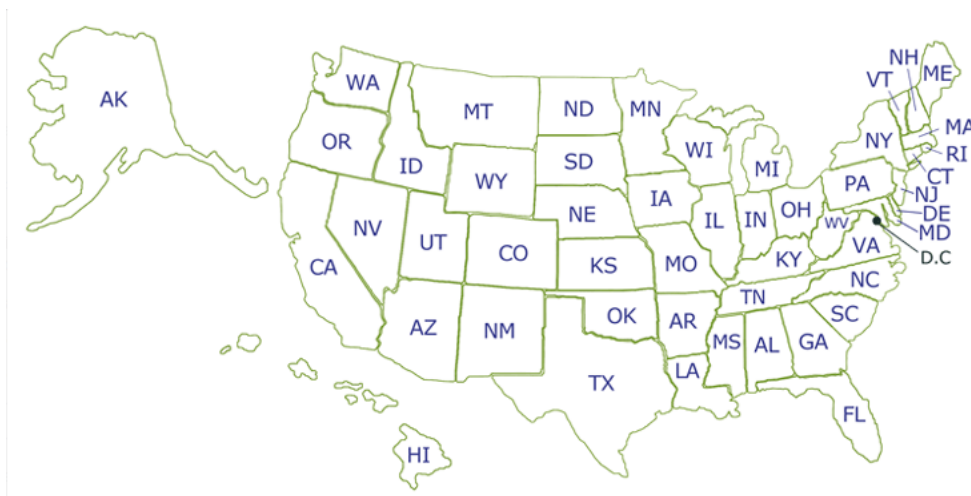 NH
ME
VT
WA
AK
MT
ND
MN
MA
OR
NY
RI
WI
SD
ID
MI
CT
WY
PA
NJ
IA
NE
OH
DE
IL
IN
WV
NV
MD
UT
VA
CO
D.C
KY
CA
KS
MO
NC
TN
SC
OK
AR
AZ
NM
MS
AL
GA
LA
TX
FL
HI